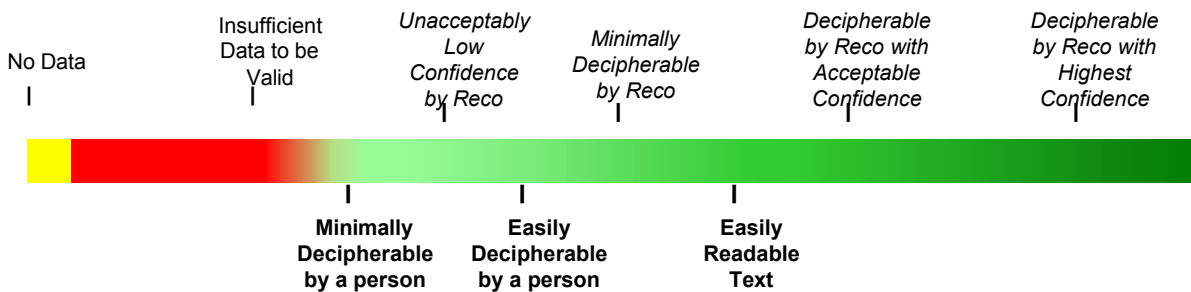 No Data
Insufficient
Data to be
Valid
Unacceptably
Low
Confidence
by Reco
Minimally
Decipherable
by Reco
Decipherable
by Reco with
Acceptable
Confidence
Decipherable
by Reco with
Highest
Confidence
Minimally
Decipherable
by a person
Easily
Decipherable
by a person
Easily
Readable
Text